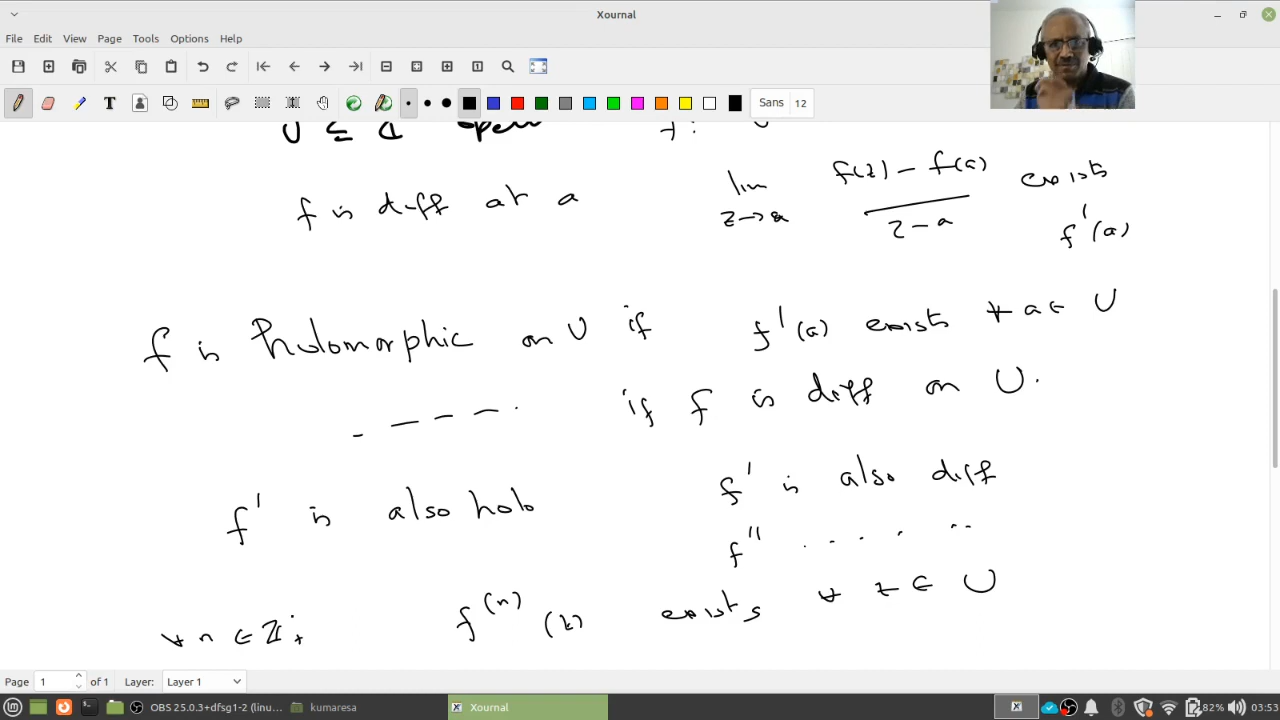 Xournal
File Edit View Page Tools Options Help
Sans 12
U ⊆ ℂ open f : U
f is diff at a lim z→a f(z) − f(a) / z − a exists
f'(a)
f is holomorphic on U if f'(a) exists ∀ a ∈ U
– – – – . if f is diff on U.
f' is also holo f' is also diff
f'' . . . . . .
∀ n ∈ ℤ+ f^(n) (z) exists ∀ z ∈ U
Page 1 of 1 Layer: Layer 1
OBS 25.0.3+dfsg1-2 (linu... kumaresa Xournal 82% 03:53